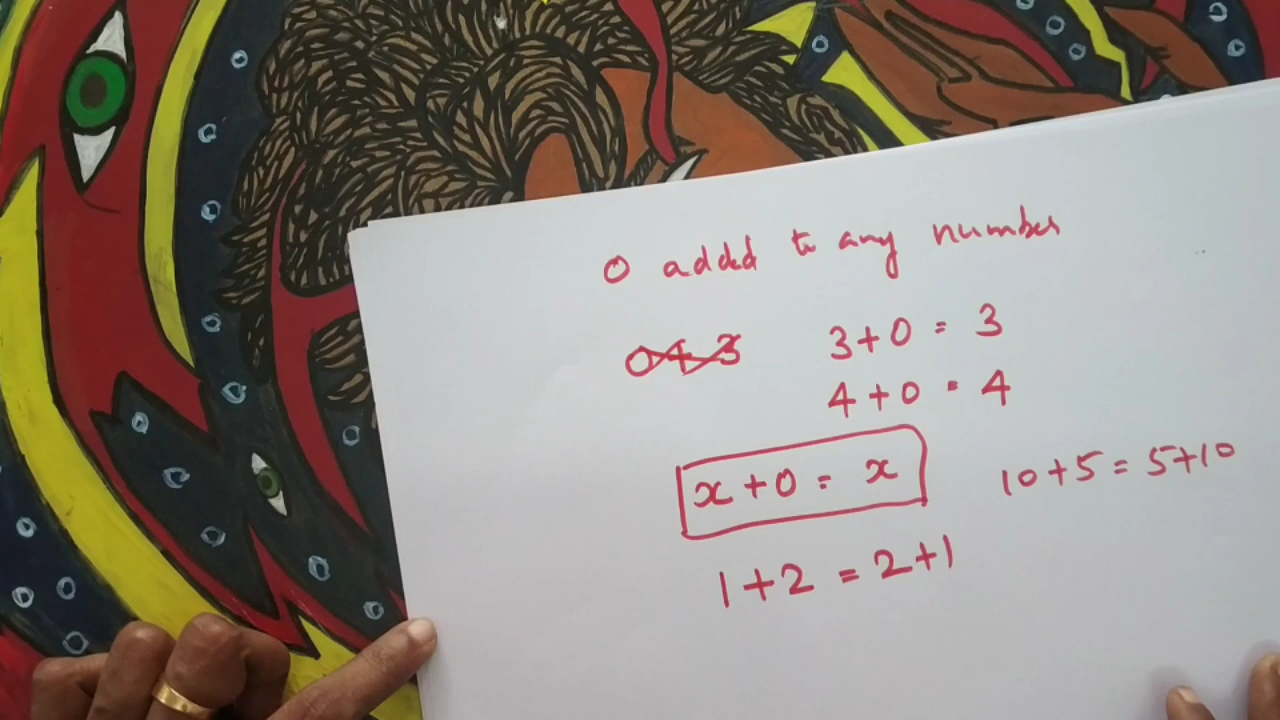 0 added to any number
3+0 = 3
4+0 = 4
x+0 = x
10+5 = 5+10
1+2 = 2+1